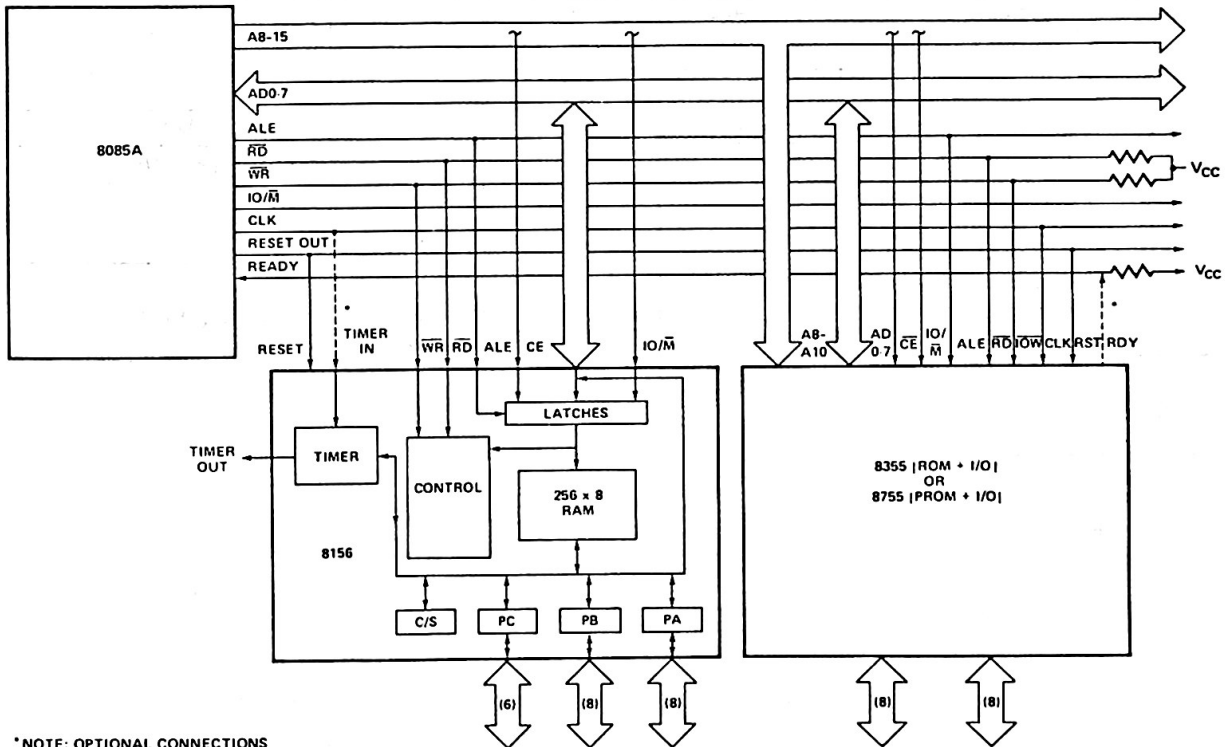 A8-15
AD0-7
8085A
ALE
RD
WR
IO/M
CLK
RESET OUT
READY
VCC
VCC
*
*
RESET
TIMER IN
WR
RD
ALE
CE
IO/M
A8-A10
AD 0-7
CE
IO/M
ALE
RD
IOW
CLK
RST
RDY
LATCHES
TIMER OUT
TIMER
CONTROL
256 x 8 RAM
8156
C/S
PC
PB
PA
(6)
(8)
(8)
8355 |ROM + I/O|
OR
8755 |PROM + I/O|
(8)
(8)
*NOTE: OPTIONAL CONNECTIONS